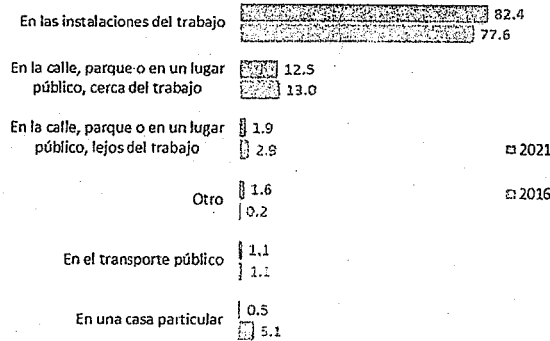 En las instalaciones del trabajo
82.4
77.6
En la calle, parque o en un lugar
público, cerca del trabajo
12.5
13.0
En la calle, parque o en un lugar
público, lejos del trabajo
1.9
2.9
2021
Otro
1.6
0.2
2016
En el transporte público
1.1
1.1
En una casa particular
0.5
5.1